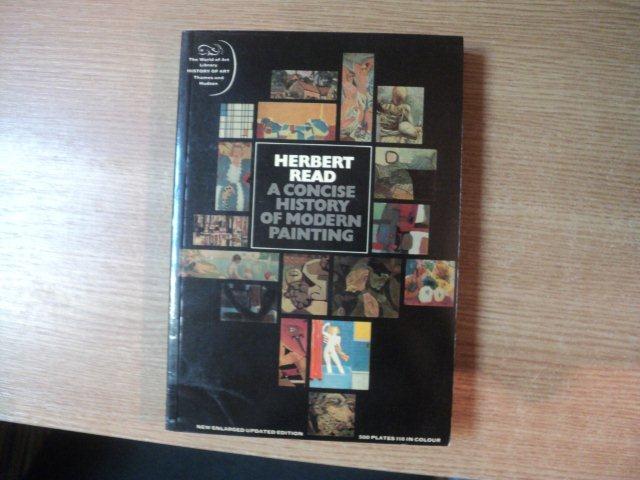 The World of Art
Library
HISTORY OF ART
Thames and
Hudson
HERBERT
READ
A CONCISE
HISTORY
OF MODERN
PAINTING
NEW ENLARGED UPDATED EDITION
500 PLATES 116 IN COLOUR